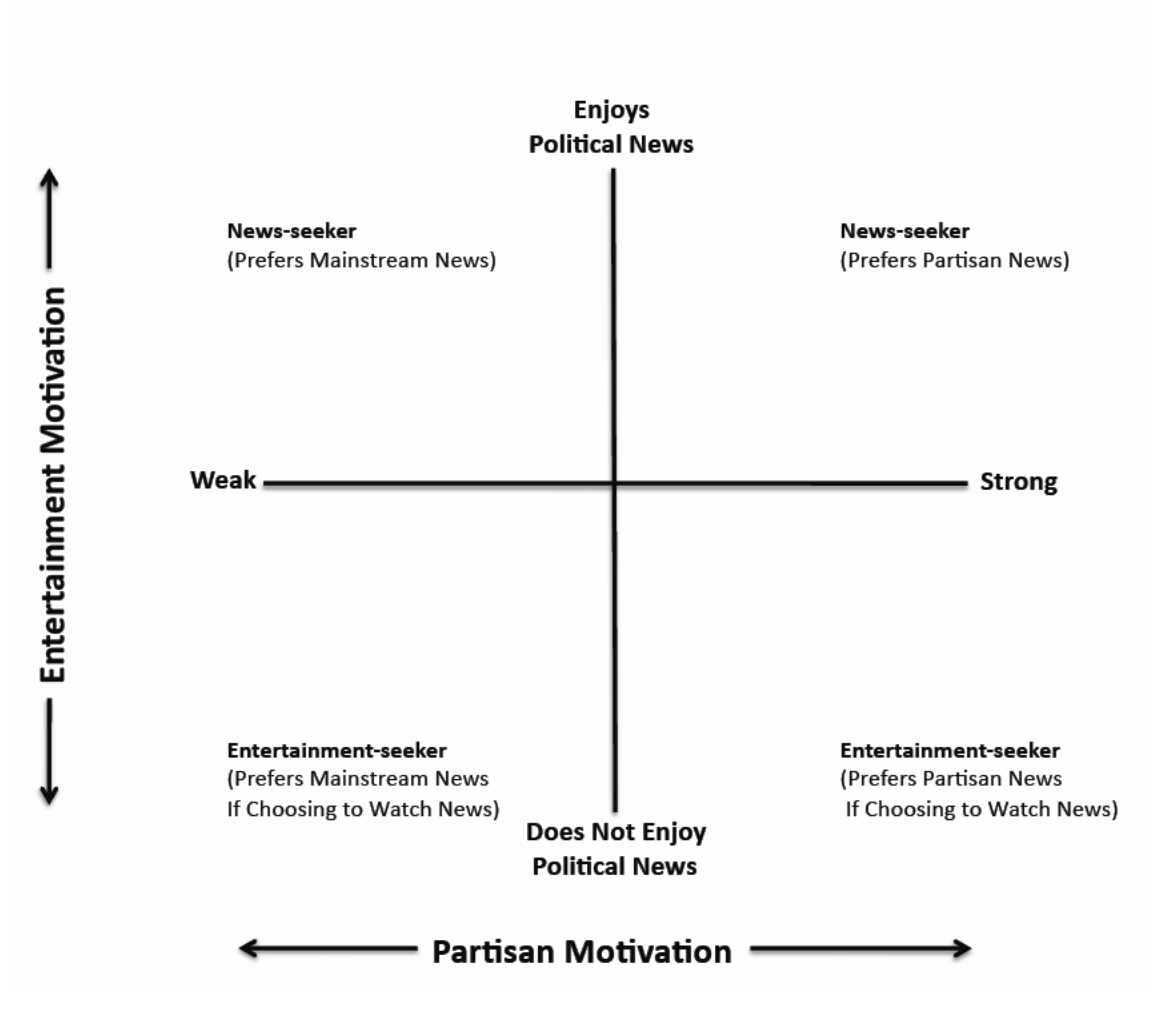 Enjoys
Political News
News-seeker
(Prefers Mainstream News)
News-seeker
(Prefers Partisan News)
Entertainment Motivation
Weak
Strong
Entertainment-seeker
(Prefers Mainstream News
If Choosing to Watch News)
Entertainment-seeker
(Prefers Partisan News
If Choosing to Watch News)
Does Not Enjoy
Political News
Partisan Motivation